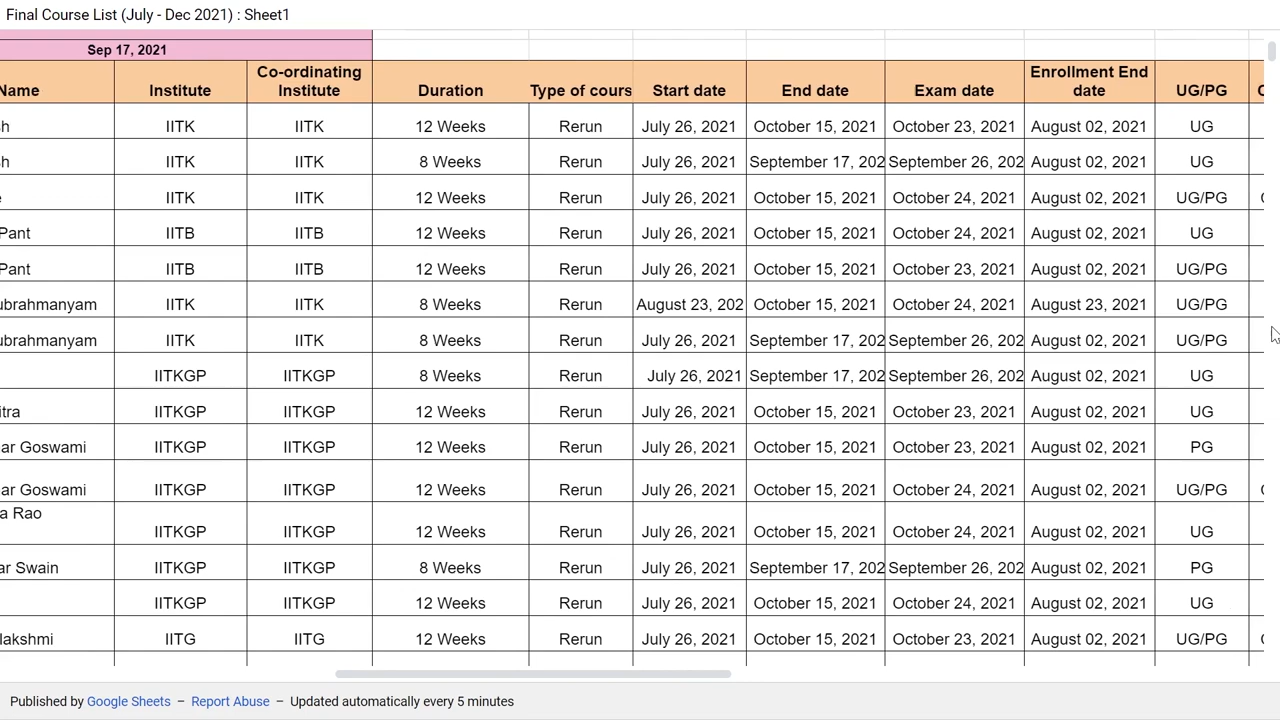 Final Course List (July - Dec 2021) : Sheet1
Sep 17, 2021
Name Institute Co-ordinating Institute Duration Type of cours Start date End date Exam date Enrollment End date UG/PG
sh IITK IITK 12 Weeks Rerun July 26, 2021 October 15, 2021 October 23, 2021 August 02, 2021 UG
sh IITK IITK 8 Weeks Rerun July 26, 2021 September 17, 202 September 26, 202 August 02, 2021 UG
e IITK IITK 12 Weeks Rerun July 26, 2021 October 15, 2021 October 24, 2021 August 02, 2021 UG/PG
Pant IITB IITB 12 Weeks Rerun July 26, 2021 October 15, 2021 October 24, 2021 August 02, 2021 UG
Pant IITB IITB 12 Weeks Rerun July 26, 2021 October 15, 2021 October 23, 2021 August 02, 2021 UG/PG
ubrahmanyam IITK IITK 8 Weeks Rerun August 23, 202 October 15, 2021 October 24, 2021 August 23, 2021 UG/PG
ubrahmanyam IITK IITK 8 Weeks Rerun July 26, 2021 September 17, 202 September 26, 202 August 02, 2021 UG/PG
IITKGP IITKGP 8 Weeks Rerun July 26, 2021 September 17, 202 September 26, 202 August 02, 2021 UG
itra IITKGP IITKGP 12 Weeks Rerun July 26, 2021 October 15, 2021 October 23, 2021 August 02, 2021 UG
ar Goswami IITKGP IITKGP 12 Weeks Rerun July 26, 2021 October 15, 2021 October 23, 2021 August 02, 2021 PG
ar Goswami IITKGP IITKGP 12 Weeks Rerun July 26, 2021 October 15, 2021 October 24, 2021 August 02, 2021 UG/PG
a Rao IITKGP IITKGP 12 Weeks Rerun July 26, 2021 October 15, 2021 October 24, 2021 August 02, 2021 UG
ar Swain IITKGP IITKGP 8 Weeks Rerun July 26, 2021 September 17, 202 September 26, 202 August 02, 2021 PG
IITKGP IITKGP 12 Weeks Rerun July 26, 2021 October 15, 2021 October 24, 2021 August 02, 2021 UG
lakshmi IITG IITG 12 Weeks Rerun July 26, 2021 October 15, 2021 October 23, 2021 August 02, 2021 UG/PG
Published by Google Sheets – Report Abuse – Updated automatically every 5 minutes